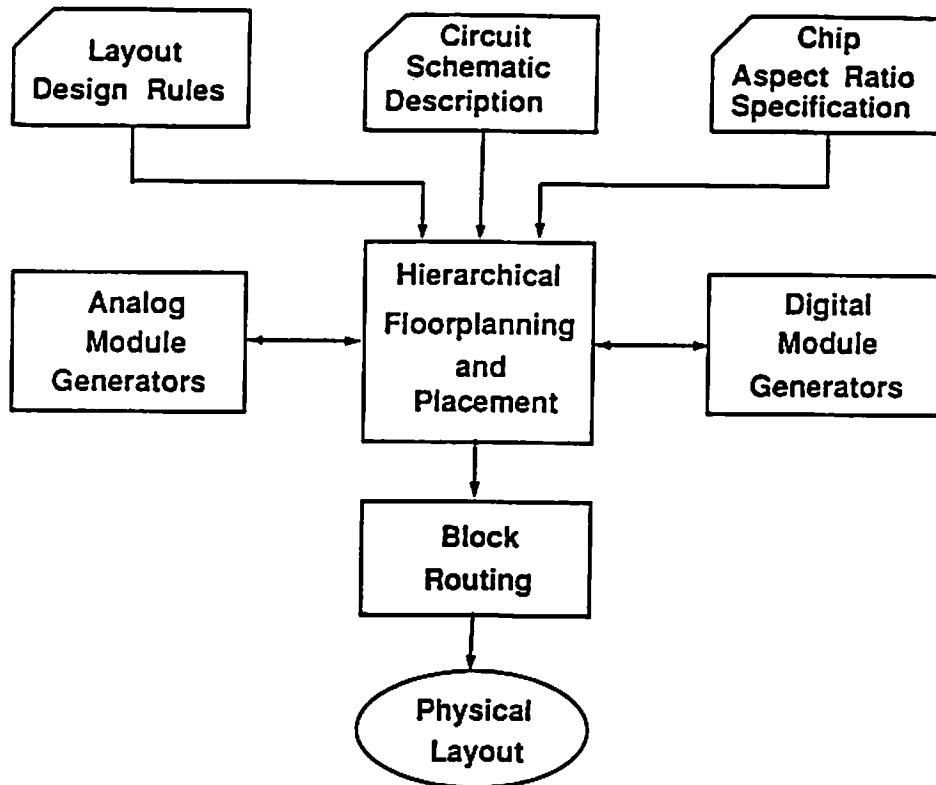 Layout
Design Rules
Circuit
Schematic
Description
Chip
Aspect Ratio
Specification
Analog
Module
Generators
Hierarchical
Floorplanning
and
Placement
Digital
Module
Generators
Block
Routing
Physical
Layout